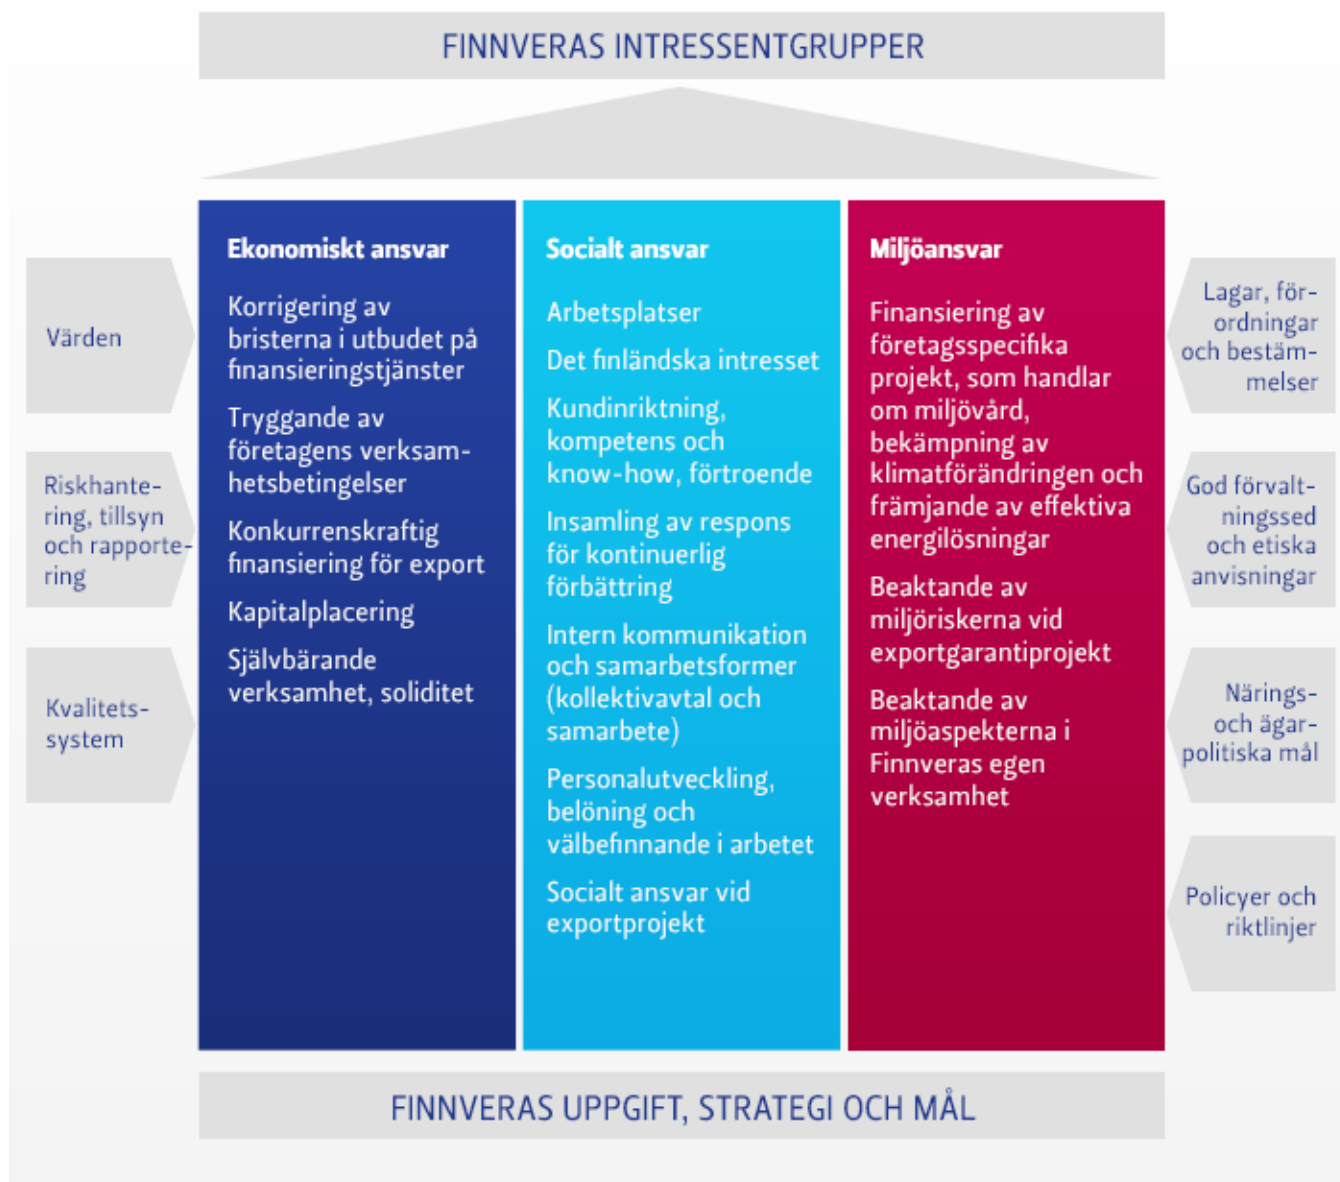 FINNVERAS INTRESSENTGRUPPER
Värden
Riskhante-
ring, tillsyn
och rapporte-
ring
Kvalitets-
system
Ekonomiskt ansvar
Korrigering av
bristerna i utbudet på
finansieringstjänster
Tryggande av
företagens verksam-
hetsbetingelser
Konkurrenskraftig
finansiering för export
Kapitalplacering
Självbärande
verksamhet, soliditet
Socialt ansvar
Arbetsplatser
Det finländska intresset
Kundinriktning,
kompetens och
know-how, förtroende
Insamling av respons
för kontinuerlig
förbättring
Intern kommunikation
och samarbetsformer
(kollektivavtal och
samarbete)
Personalutveckling,
belöning och
välbefinnande i arbetet
Socialt ansvar vid
exportprojekt
Miljöansvar
Finansiering av
företagsspecifika
projekt, som handlar
om miljövård,
bekämpning av
klimatförändringen och
främjande av effektiva
energilösningar
Beaktande av
miljöriskerna vid
exportgarantiprojekt
Beaktande av
miljöaspekterna i
Finnveras egen
verksamhet
Lagar, för-
ordningar
och bestäm-
melser
God förvalt-
ningssed
och etiska
anvisningar
Närings-
och ägar-
politiska mål
Policyer och
riktlinjer
FINNVERAS UPPGIFT, STRATEGI OCH MÅL